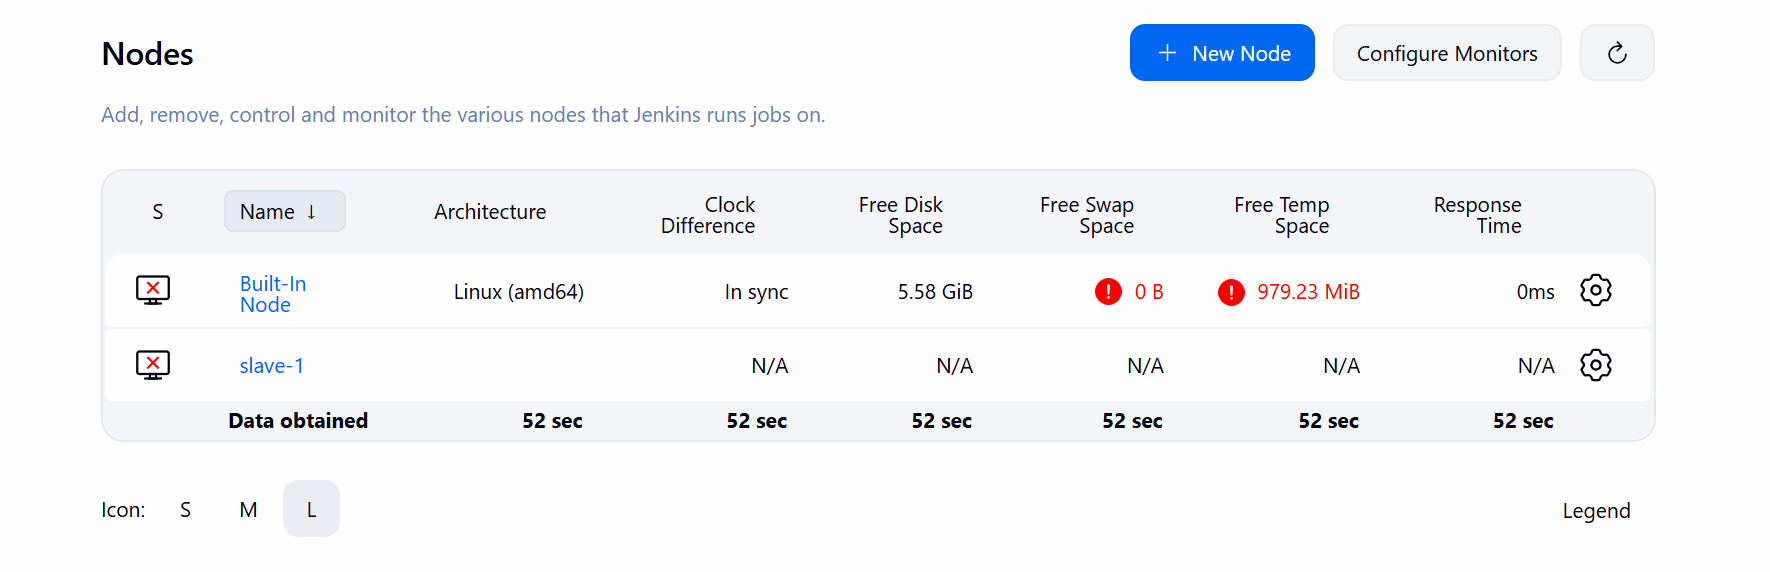 Nodes
+ New Node
Configure Monitors
Add, remove, control and monitor the various nodes that Jenkins runs jobs on.
S Name ↓ Architecture Clock Difference Free Disk Space Free Swap Space Free Temp Space Response Time
Built-In Node Linux (amd64) In sync 5.58 GiB ! 0 B ! 979.23 MiB 0ms
slave-1 N/A N/A N/A N/A N/A
Data obtained 52 sec 52 sec 52 sec 52 sec 52 sec 52 sec
Icon: S M L
Legend